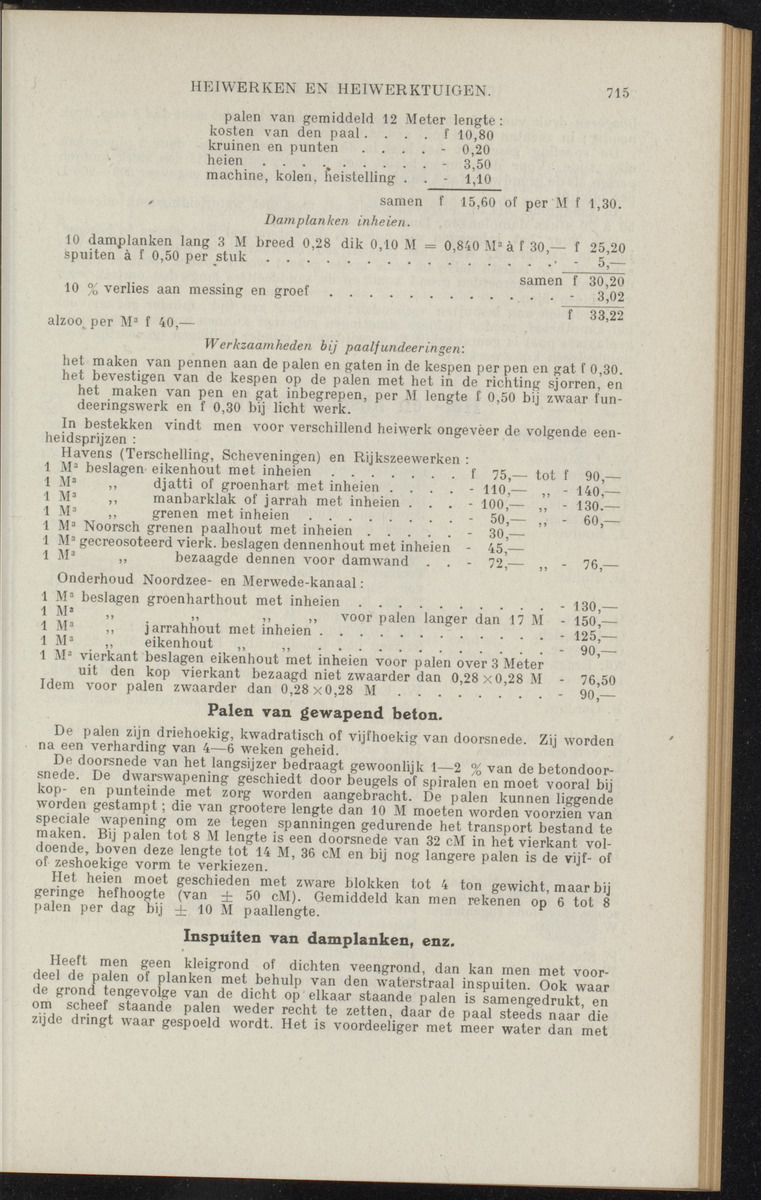 HEIWERKEN EN HEIWERKTUIGEN. 715
palen van gemiddeld 12 Meter lengte:
kosten van den paal . . . . f 10,80
kruinen en punten . . . . - 0,20
heien . . . . . . . . . - 3,50
machine, kolen, heistelling . . - 1,10
samen f 15,60 of per M f 1,30.
Damplanken inheien.
10 damplanken lang 3 M breed 0,28 dik 0,10 M = 0,840 M³ à f 30,— f 25,20
spuiten à f 0,50 per stuk . . . . . . . . . . . . . . . - 5,—
samen f 30,20
10 % verlies aan messing en groef . . . . . . . . . . . . - 3,02
f 33,22
alzoo per M³ f 40,—
Werkzaamheden bij paalfundeeringen:
het maken van pennen aan de palen en gaten in de kespen per pen en gat f 0,30.
het bevestigen van de kespen op de palen met het in de richting sjorren, en
het maken van pen en gat inbegrepen, per M lengte f 0,50 bij zwaar fun-
deeringswerk en f 0,30 bij licht werk.
In bestekken vindt men voor verschillend heiwerk ongeveer de volgende een-
heidsprijzen :
Havens (Terschelling, Scheveningen) en Rijkszeewerken :
1 M³ beslagen eikenhout met inheien . . . . . . . f 75,— tot f 90,—
1 M³ „ djatti of groenhart met inheien . . . . - 110,— „ - 140,—
1 M³ „ manbarklak of jarrah met inheien . . . - 100,— „ - 130.—
1 M³ „ grenen met inheien . . . . . . . . - 50,— „ - 60,—
1 M³ Noorsch grenen paalhout met inheien . . . . . - 30,—
1 M³ gecreosoteerd vierk. beslagen dennenhout met inheien - 45,—
1 M³ „ bezaagde dennen voor damwand . . - 72,— „ - 76,—
Onderhoud Noordzee- en Merwede-kanaal :
1 M³ beslagen groenharthout met inheien . . . . . . . . . . - 130,—
1 M³ „ „ „ „ voor palen langer dan 17 M - 150,—
1 M³ „ jarrahhout met inheien . . . . . . . . . . . - 125,—
1 M³ „ eikenhout „ „ . . . . . . . . . . . . - 90,—
1 M³ vierkant beslagen eikenhout met inheien voor palen over 3 Meter
uit den kop vierkant bezaagd niet zwaarder dan 0,28 × 0,28 M - 76,50
Idem voor palen zwaarder dan 0,28 × 0,28 M . . . . . . . . - 90,—
Palen van gewapend beton.
De palen zijn driehoekig, kwadratisch of vijfhoekig van doorsnede. Zij worden
na een verharding van 4—6 weken geheid.
De doorsnede van het langsijzer bedraagt gewoonlijk 1—2 % van de betondoor-
snede. De dwarswapening geschiedt door beugels of spiralen en moet vooral bij
kop- en punteinde met zorg worden aangebracht. De palen kunnen liggende
worden gestampt ; die van grootere lengte dan 10 M moeten worden voorzien van
speciale wapening om ze tegen spanningen gedurende het transport bestand te
maken. Bij palen tot 8 M lengte is een doorsnede van 32 cM in het vierkant vol-
doende, boven deze lengte tot 14 M, 36 cM en bij nog langere palen is de vijf- of
of zeshoekige vorm te verkiezen.
Het heien moet geschieden met zware blokken tot 4 ton gewicht, maar bij
geringe hefhoogte (van ± 50 cM). Gemiddeld kan men rekenen op 6 tot 8
palen per dag bij ± 10 M paallengte.
Inspuiten van damplanken, enz.
Heeft men geen kleigrond of dichten veengrond, dan kan men met voor-
deel de palen of planken met behulp van den waterstraal inspuiten. Ook waar
de grond tengevolge van de dicht op elkaar staande palen is samengedrukt, en
om scheef staande palen weder recht te zetten, daar de paal steeds naar die
zijde dringt waar gespoeld wordt. Het is voordeeliger met meer water dan met